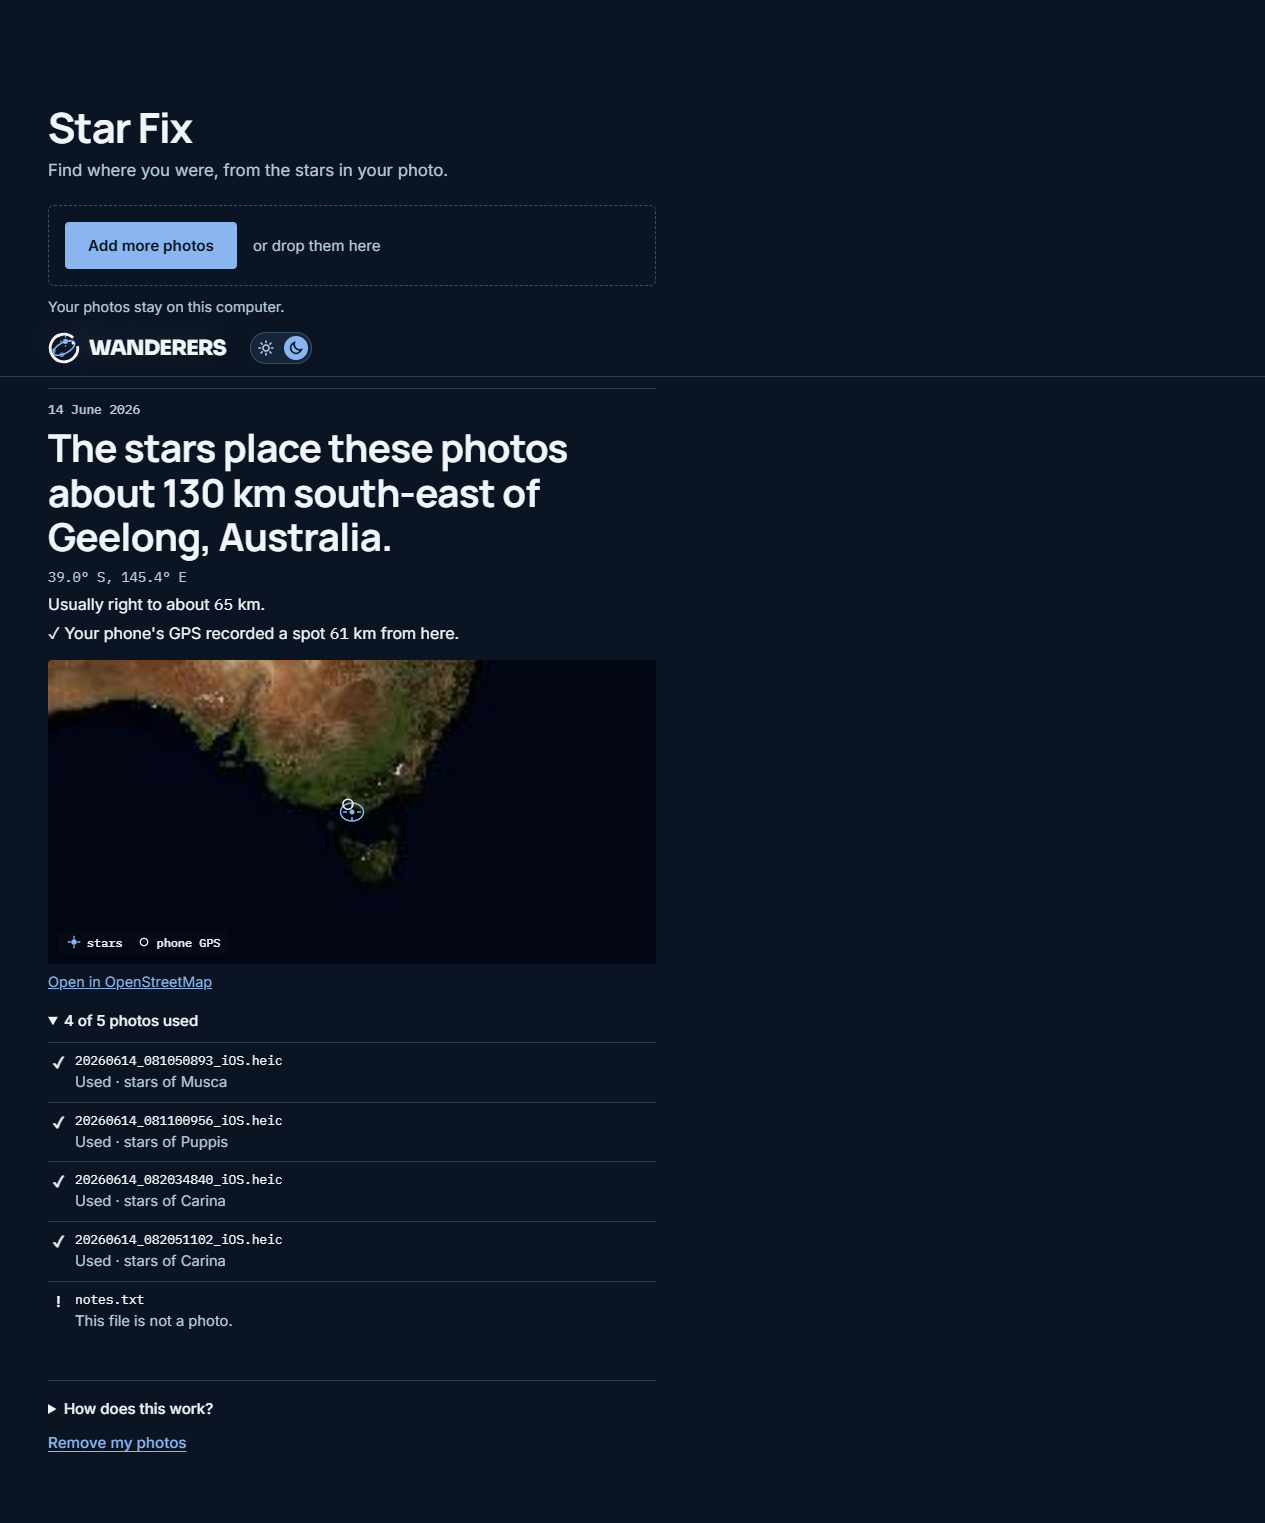 Star Fix
Find where you were, from the stars in your photo.
Add more photos
or drop them here
Your photos stay on this computer.
WANDERERS
14 June 2026
The stars place these photos
about 130 km south-east of
Geelong, Australia.
39.0° S, 145.4° E
Usually right to about 65 km.
✓ Your phone's GPS recorded a spot 61 km from here.
stars
phone GPS
Open in OpenStreetMap
▼ 4 of 5 photos used
✓ 20260614_081050893_iOS.heic
Used · stars of Musca
✓ 20260614_081100956_iOS.heic
Used · stars of Puppis
✓ 20260614_082034840_iOS.heic
Used · stars of Carina
✓ 20260614_082051102_iOS.heic
Used · stars of Carina
! notes.txt
This file is not a photo.
▶ How does this work?
Remove my photos